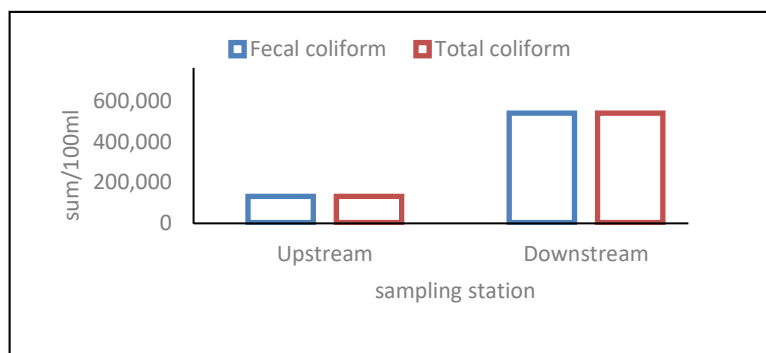 Fecal coliform Total coliform
600,000
400,000
200,000
0
sum/100ml
Upstream Downstream
sampling station